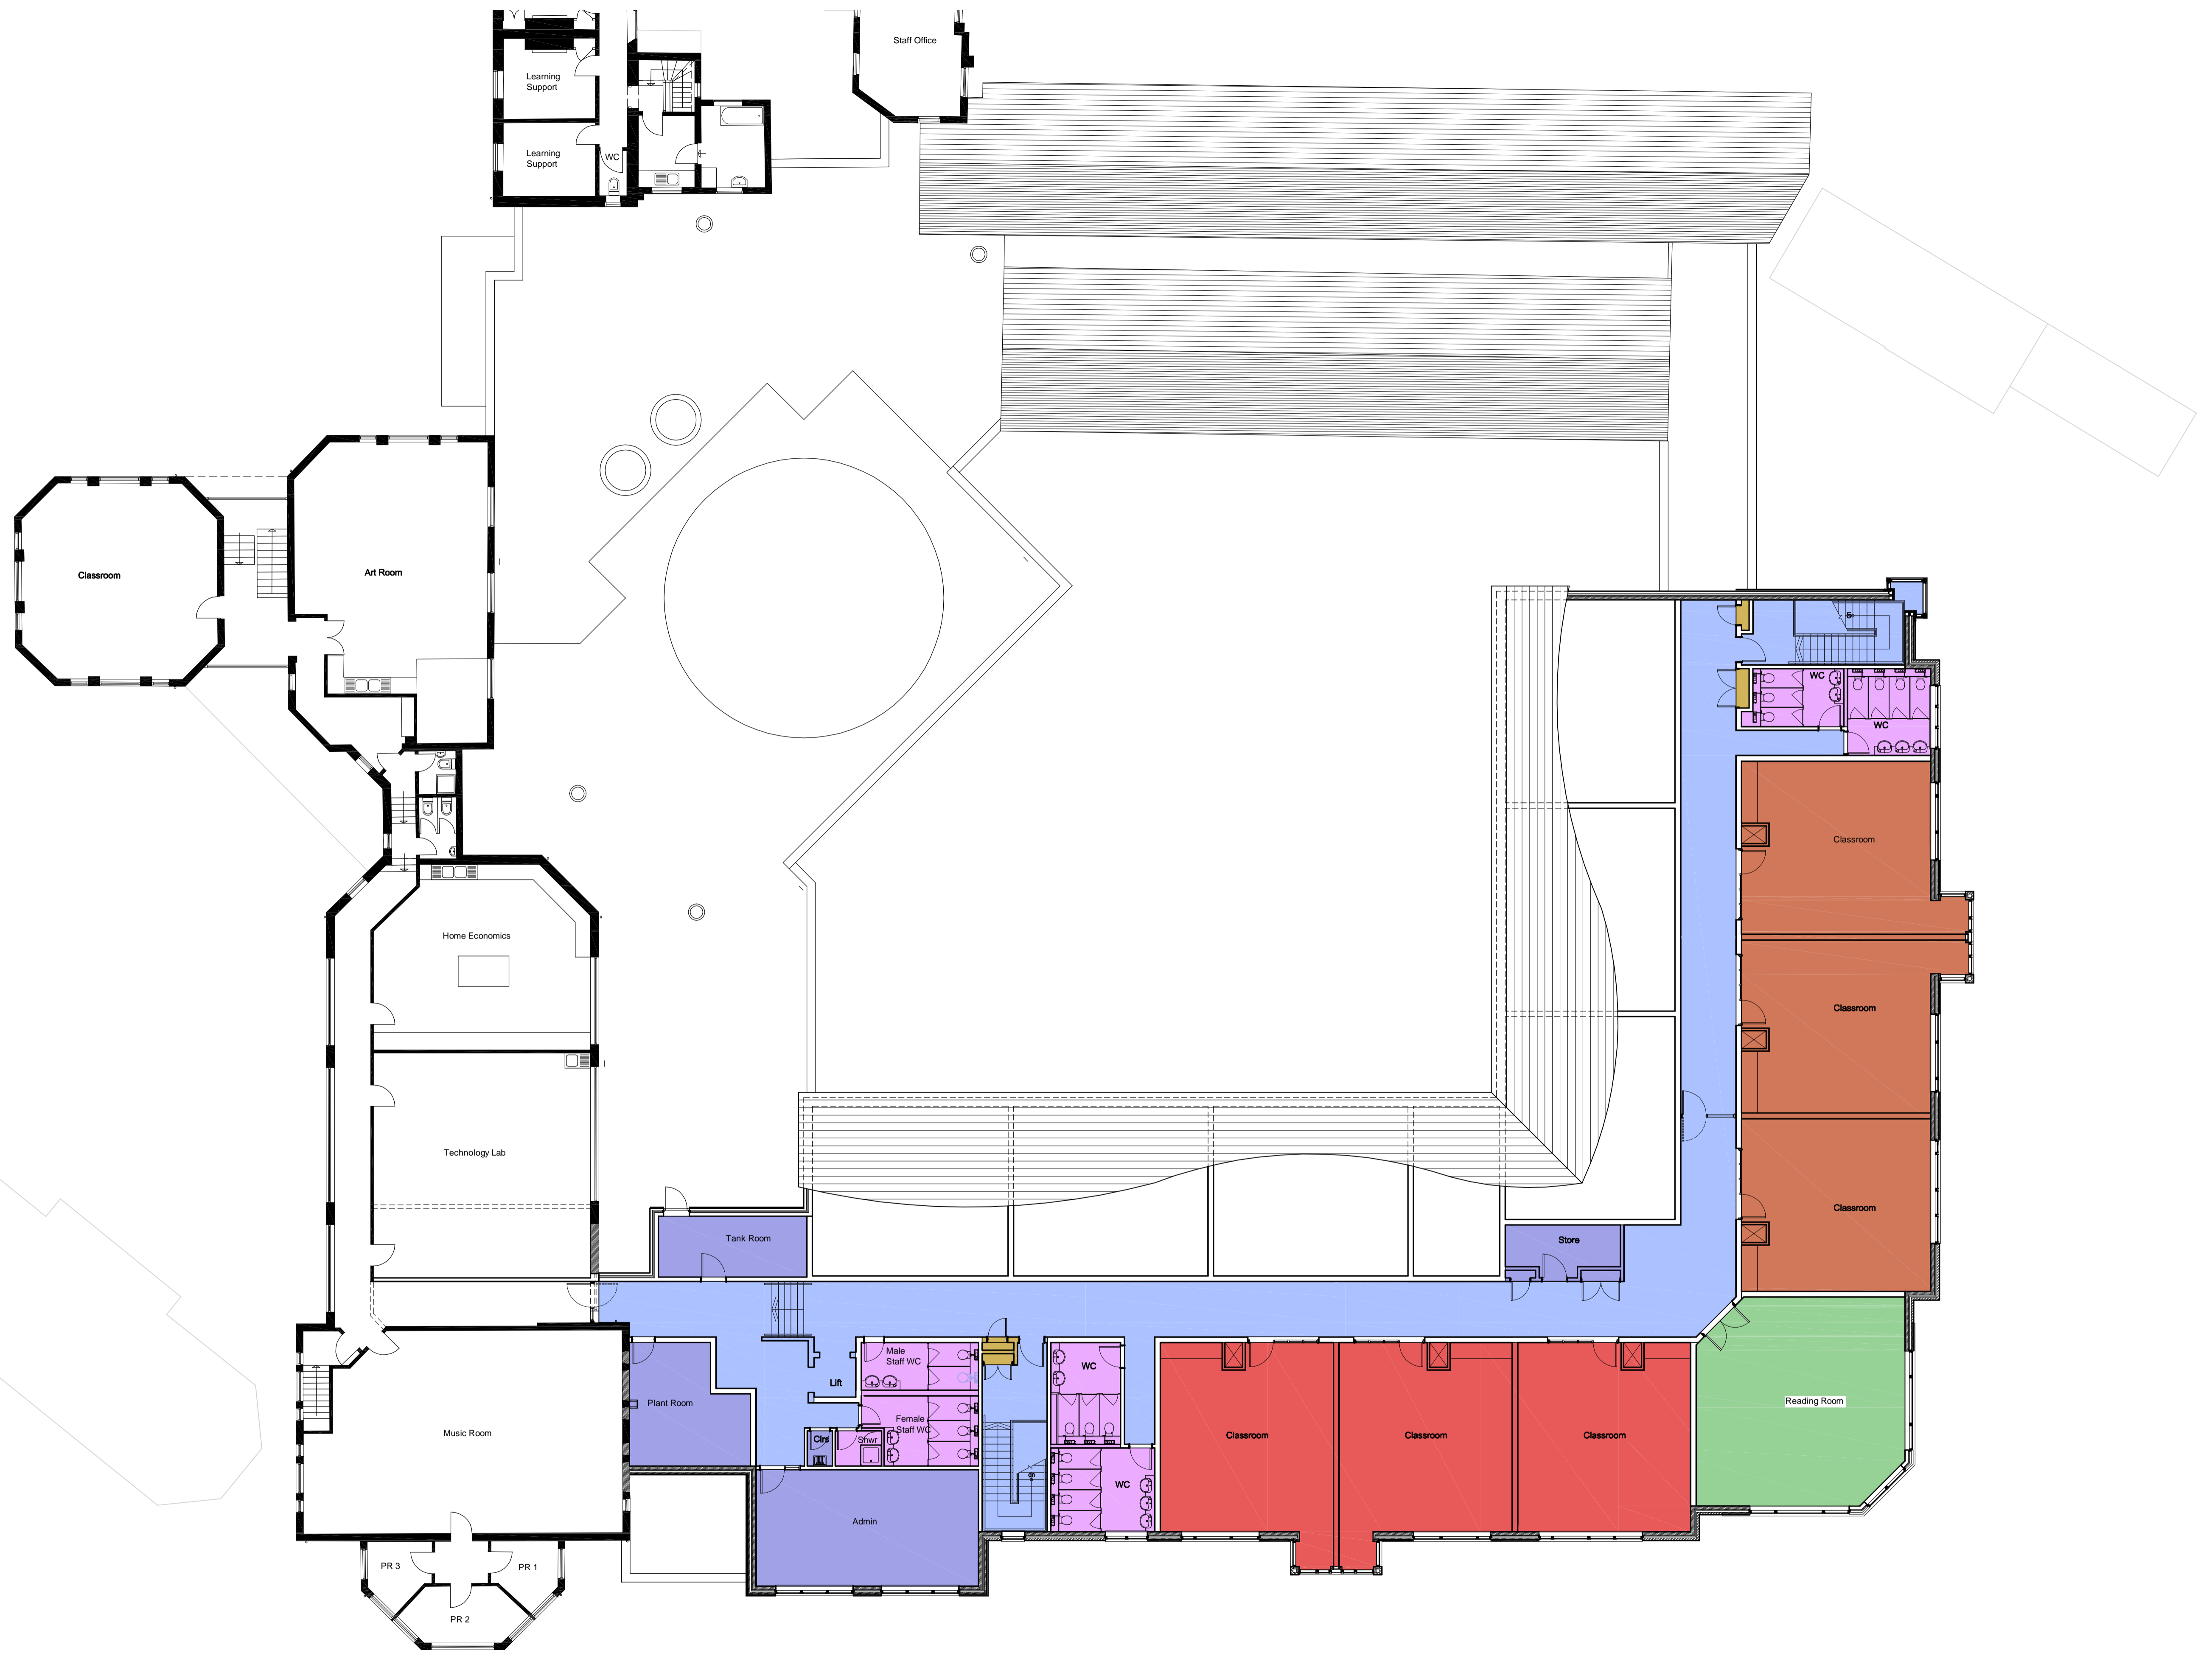 Staff Office
Learning
Support
Learning
Support
WC
Classroom
Art Room
WC
WC
Classroom
Home Economics
Classroom
Technology Lab
Classroom
Tank Room
Store
Male
Staff WC
Lift
WC
Plant Room
Female
Staff WC
Reading Room
Music Room
Clrs
Shwr
Classroom
Classroom
Classroom
WC
Admin
PR 3
PR 1
PR 2